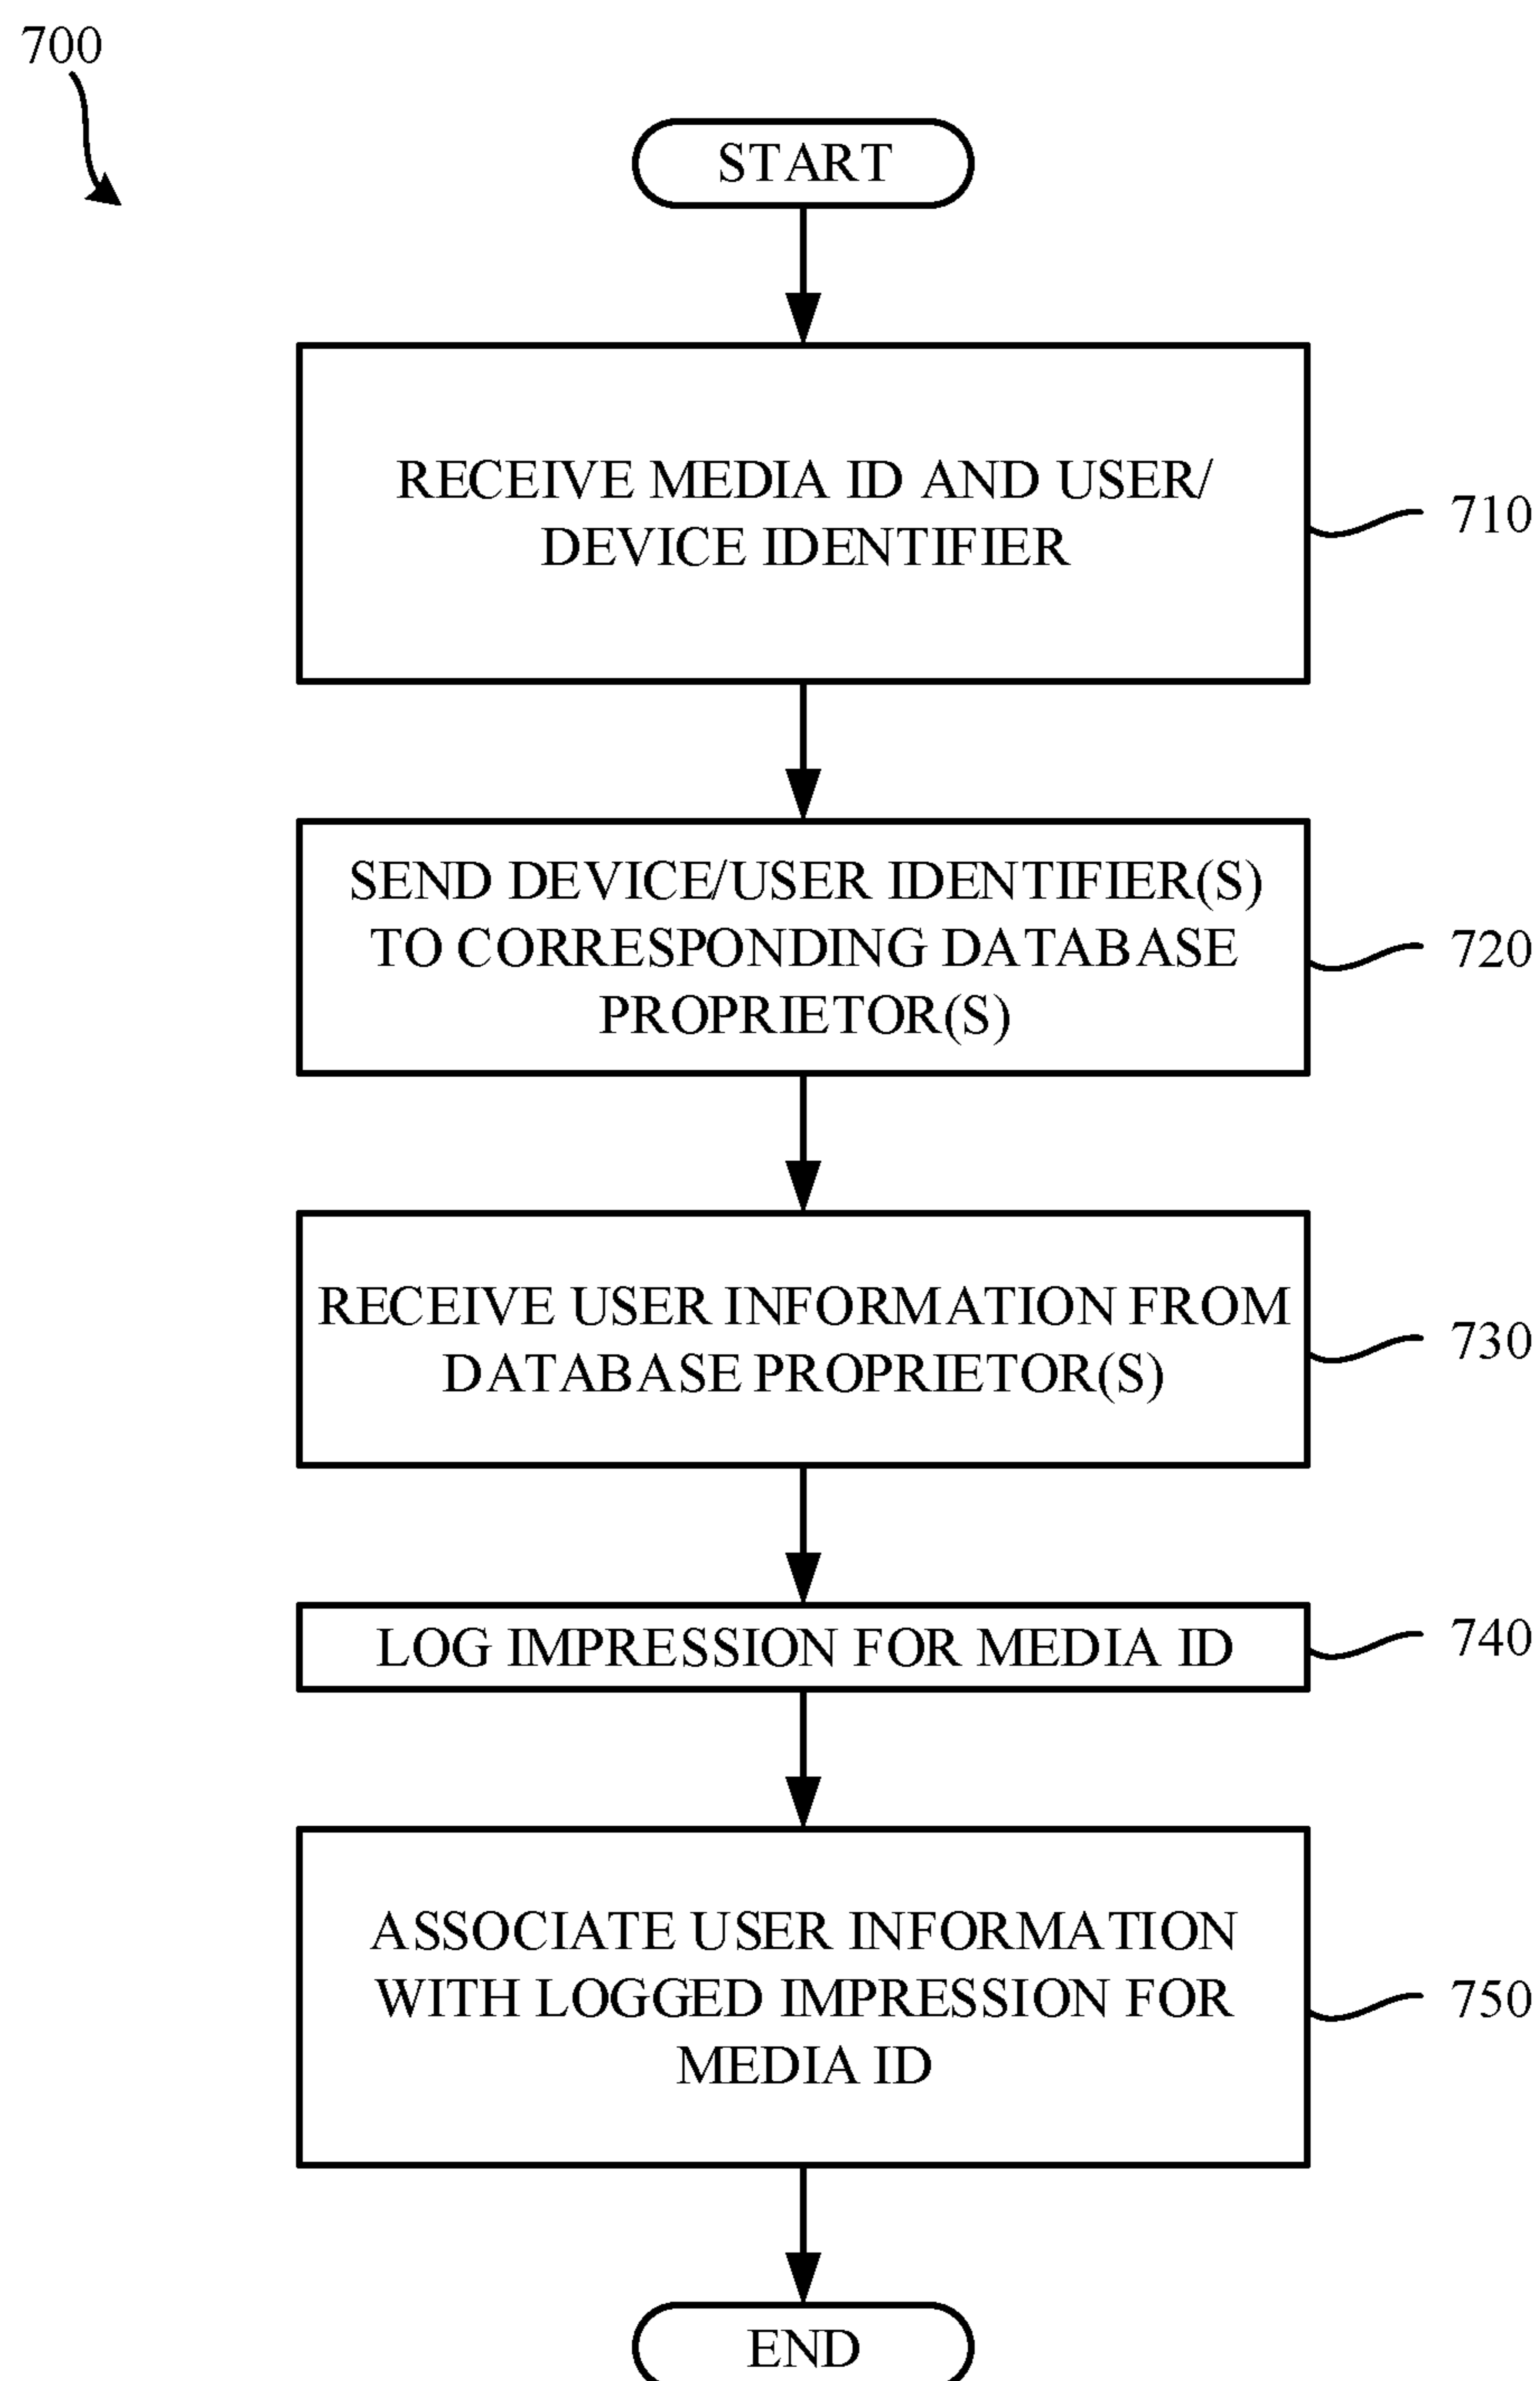 700
START
RECEIVE MEDIA ID AND USER/
DEVICE IDENTIFIER
710
SEND DEVICE/USER IDENTIFIER(S)
TO CORRESPONDING DATABASE
PROPRIETOR(S)
720
RECEIVE USER INFORMATION FROM
DATABASE PROPRIETOR(S)
730
LOG IMPRESSION FOR MEDIA ID
740
ASSOCIATE USER INFORMATION
WITH LOGGED IMPRESSION FOR
MEDIA ID
750
END